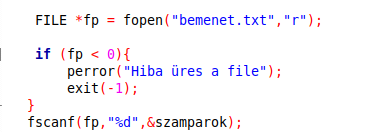 FILE *fp = fopen("bemenet.txt","r");
if (fp < 0){
perror("Hiba üres a file");
exit(-1);
}
fscanf(fp,"%d",&szamparok);